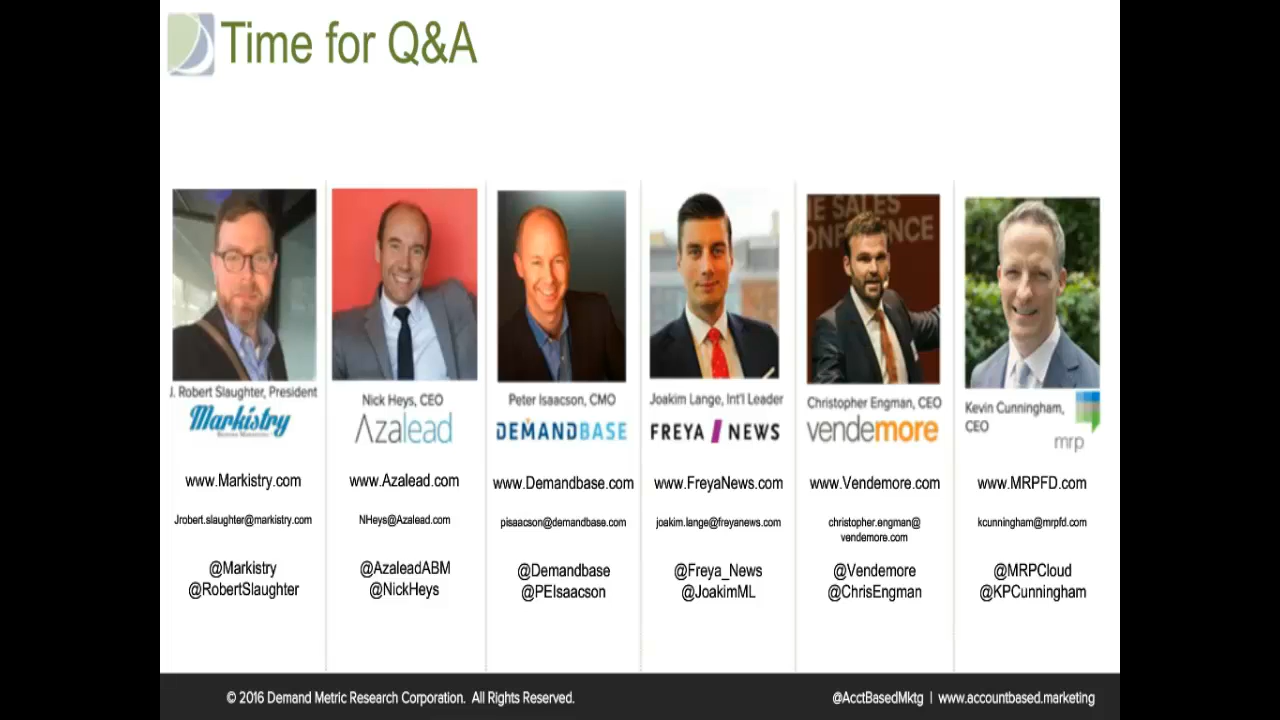 Time for Q&A
THE SALES
CONFERENCE
J. Robert Slaughter, President
Markistry
Nick Heys, CEO
Azalead
Peter Isaacson, CMO
DEMANDBASE
Joakim Lange, Int'l Leader
FREYA / NEWS
Christopher Engman, CEO
vendemore
Kevin Cunningham,
CEO
mrp
www.Markistry.com
www.Azalead.com
www.Demandbase.com
www.FreyaNews.com
www.Vendemore.com
www.MRPFD.com
Jrobert.slaughter@markistry.com
NHeys@Azalead.com
pisaacson@demandbase.com
joakim.lange@freyanews.com
christopher.engman@
vendemore.com
kcunningham@mrpfd.com
@Markistry
@RobertSlaughter
@AzaleadABM
@NickHeys
@Demandbase
@PEIsaacson
@Freya_News
@JoakimML
@Vendemore
@ChrisEngman
@MRPCloud
@KPCunningham
© 2016 Demand Metric Research Corporation. All Rights Reserved.
@AcctBasedMktg | www.accountbased.marketing